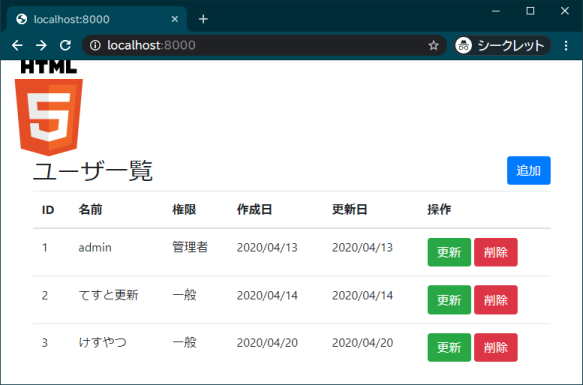 localhost:8000
localhost:8000
シークレット
HTML
5
ユーザ一覧
追加
ID 名前 権限 作成日 更新日 操作
1 admin 管理者 2020/04/13 2020/04/13 更新 削除
2 てすと更新 一般 2020/04/14 2020/04/14 更新 削除
3 けすやつ 一般 2020/04/20 2020/04/20 更新 削除